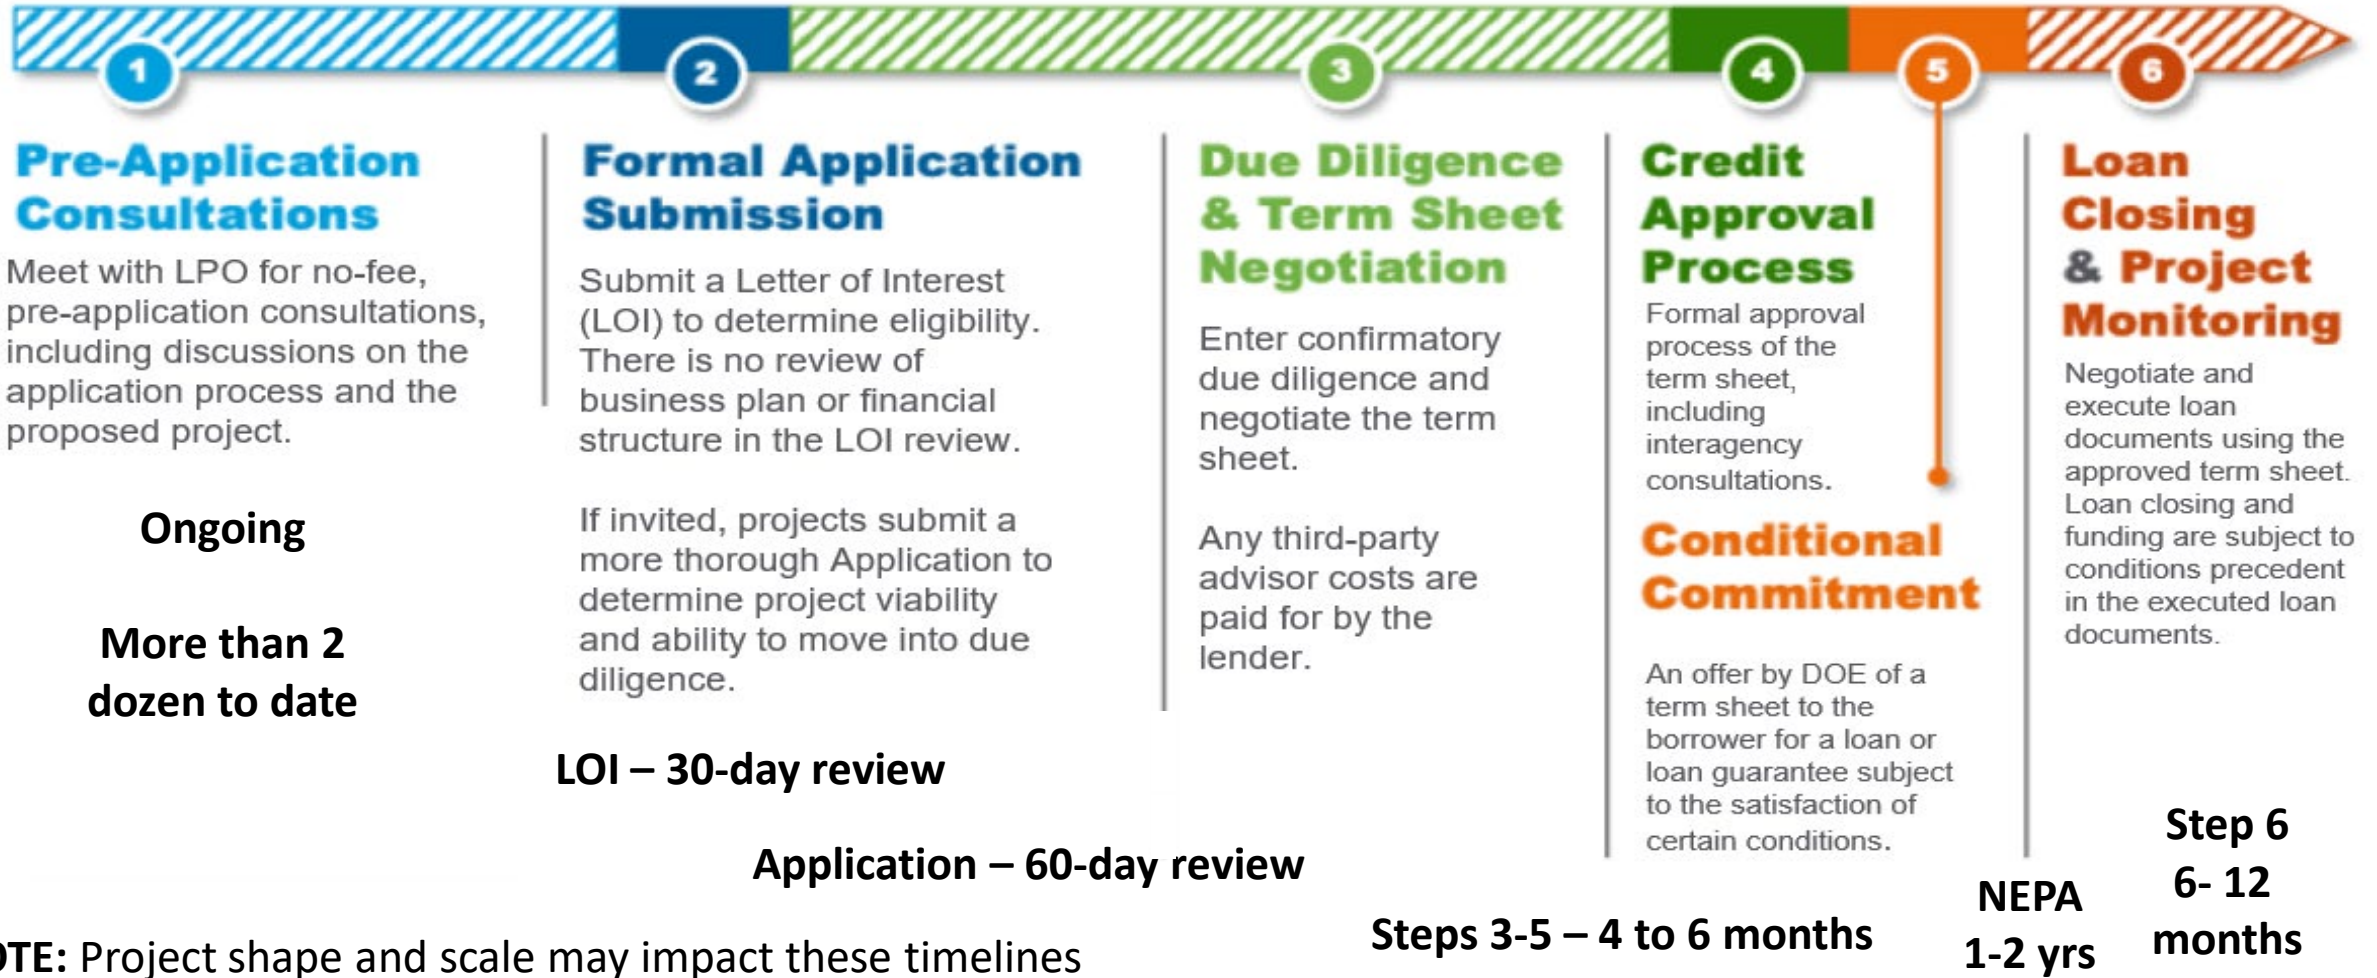 1
2
3
4
5
6
Pre-Application
Consultations
Meet with LPO for no-fee,
pre-application consultations,
including discussions on the
application process and the
proposed project.
Ongoing
More than 2
dozen to date
Formal Application
Submission
Submit a Letter of Interest
(LOI) to determine eligibility.
There is no review of
business plan or financial
structure in the LOI review.
If invited, projects submit a
more thorough Application to
determine project viability
and ability to move into due
diligence.
LOI – 30-day review
Application – 60-day review
Due Diligence
& Term Sheet
Negotiation
Enter confirmatory
due diligence and
negotiate the term
sheet.
Any third-party
advisor costs are
paid for by the
lender.
Credit
Approval
Process
Formal approval
process of the
term sheet,
including
interagency
consultations.
Conditional
Commitment
An offer by DOE of a
term sheet to the
borrower for a loan or
loan guarantee subject
to the satisfaction of
certain conditions.
Steps 3-5 – 4 to 6 months
Loan
Closing
& Project
Monitoring
Negotiate and
execute loan
documents using the
approved term sheet.
Loan closing and
funding are subject to
conditions precedent
in the executed loan
documents.
NEPA
1-2 yrs
Step 6
6- 12
months
OTE: Project shape and scale may impact these timelines